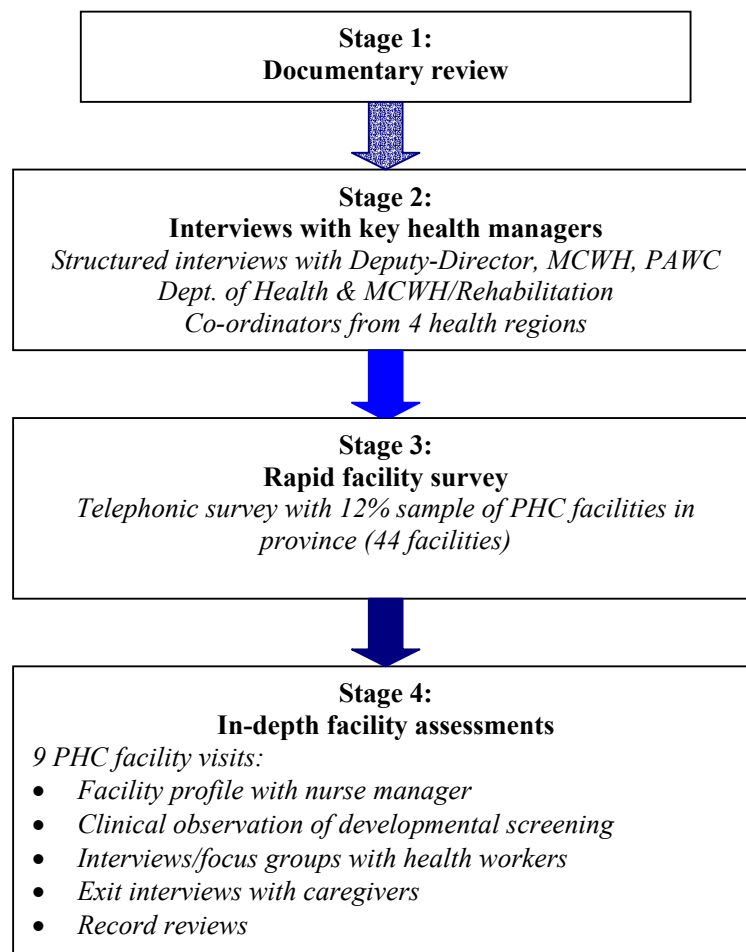 Stage 1:
Documentary review
Stage 2:
Interviews with key health managers
Structured interviews with Deputy-Director, MCWH, PAWC
Dept. of Health & MCWH/Rehabilitation
Co-ordinators from 4 health regions
Stage 3:
Rapid facility survey
Telephonic survey with 12% sample of PHC facilities in
province (44 facilities)
Stage 4:
In-depth facility assessments
9 PHC facility visits:
• Facility profile with nurse manager
• Clinical observation of developmental screening
• Interviews/focus groups with health workers
• Exit interviews with caregivers
• Record reviews